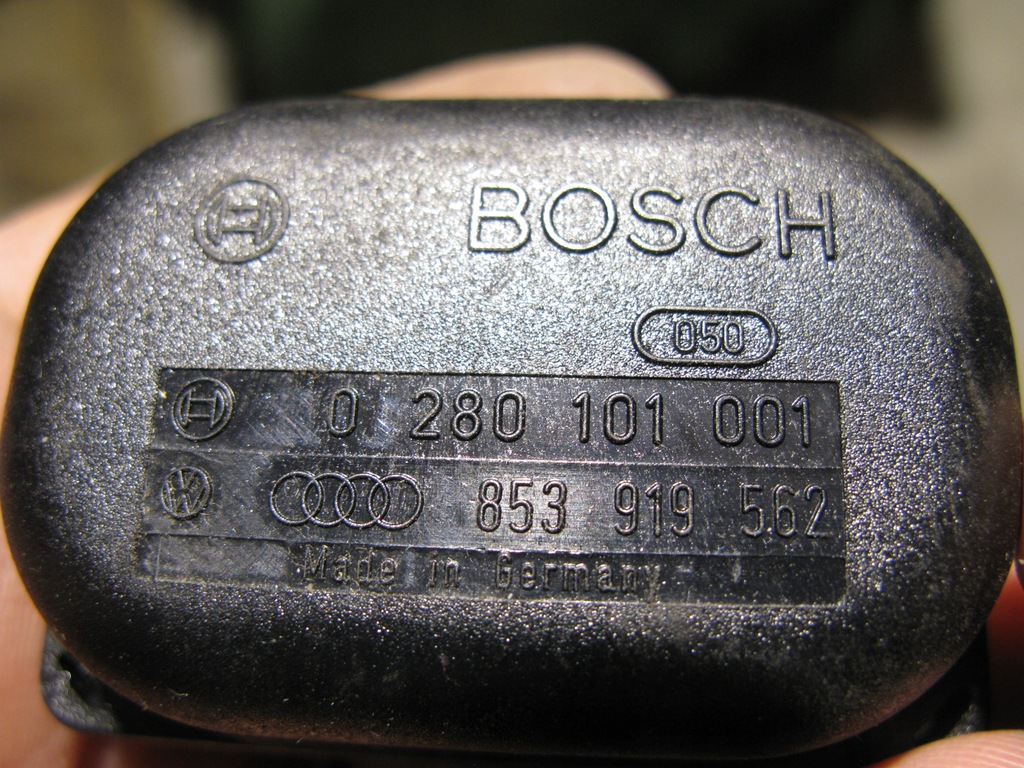 BOSCH
050
0 280 101 001
853 919 562
Made in Germany